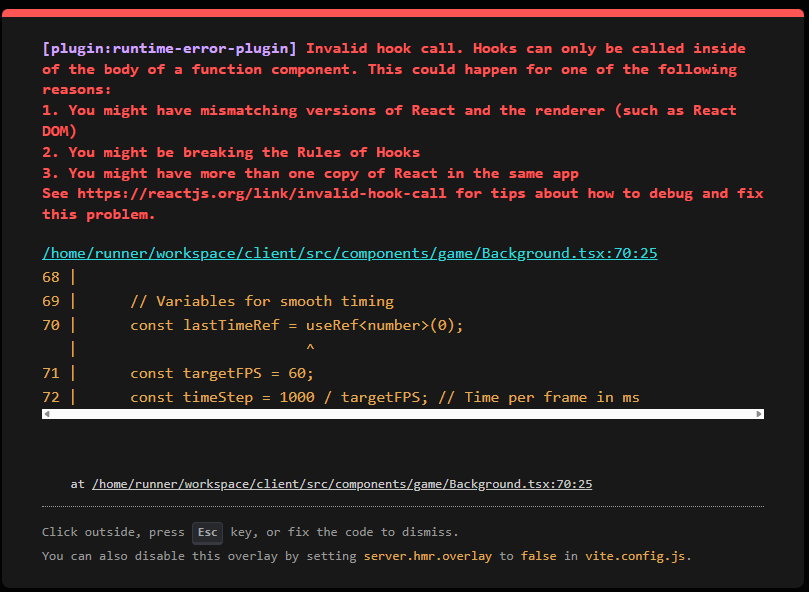 [plugin:runtime-error-plugin] Invalid hook call. Hooks can only be called inside
of the body of a function component. This could happen for one of the following
reasons:
1. You might have mismatching versions of React and the renderer (such as React
DOM)
2. You might be breaking the Rules of Hooks
3. You might have more than one copy of React in the same app
See https://reactjs.org/link/invalid-hook-call for tips about how to debug and fix
this problem.
/home/runner/workspace/client/src/components/game/Background.tsx:70:25
68 |
69 |      // Variables for smooth timing
70 |      const lastTimeRef = useRef<number>(0);
   |                          ^
71 |      const targetFPS = 60;
72 |      const timeStep = 1000 / targetFPS; // Time per frame in ms
at /home/runner/workspace/client/src/components/game/Background.tsx:70:25
Click outside, press Esc key, or fix the code to dismiss.
You can also disable this overlay by setting server.hmr.overlay to false in vite.config.js.